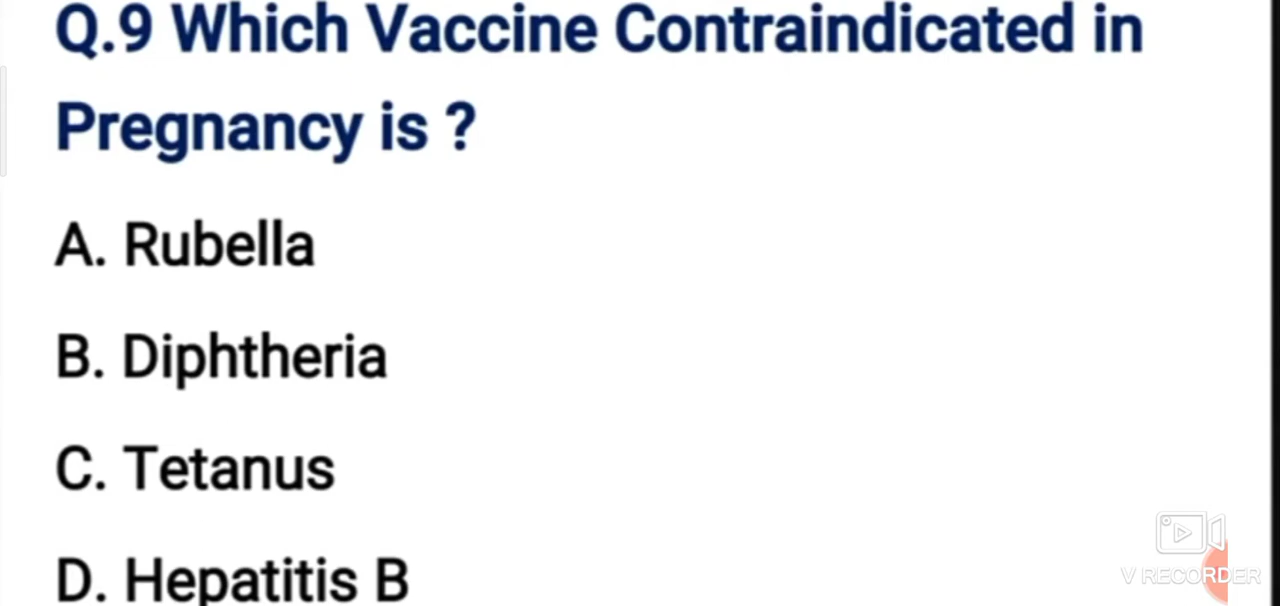 Q.9 Which Vaccine Contraindicated in
Pregnancy is ?
A. Rubella
B. Diphtheria
C. Tetanus
D. Hepatitis B
V RECORDER